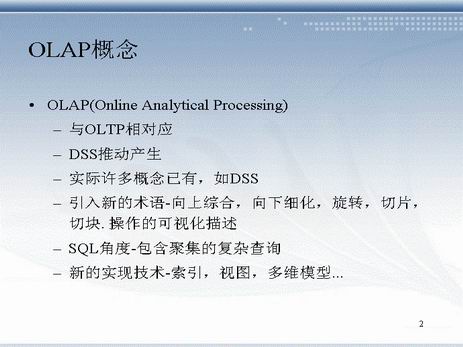 OLAP概念
• OLAP(Online Analytical Processing)
– 与OLTP相对应
– DSS推动产生
– 实际许多概念已有，如DSS
– 引入新的术语-向上综合，向下细化，旋转，切片，
切块. 操作的可视化描述
– SQL角度-包含聚集的复杂查询
– 新的实现技术-索引，视图，多维模型...
2